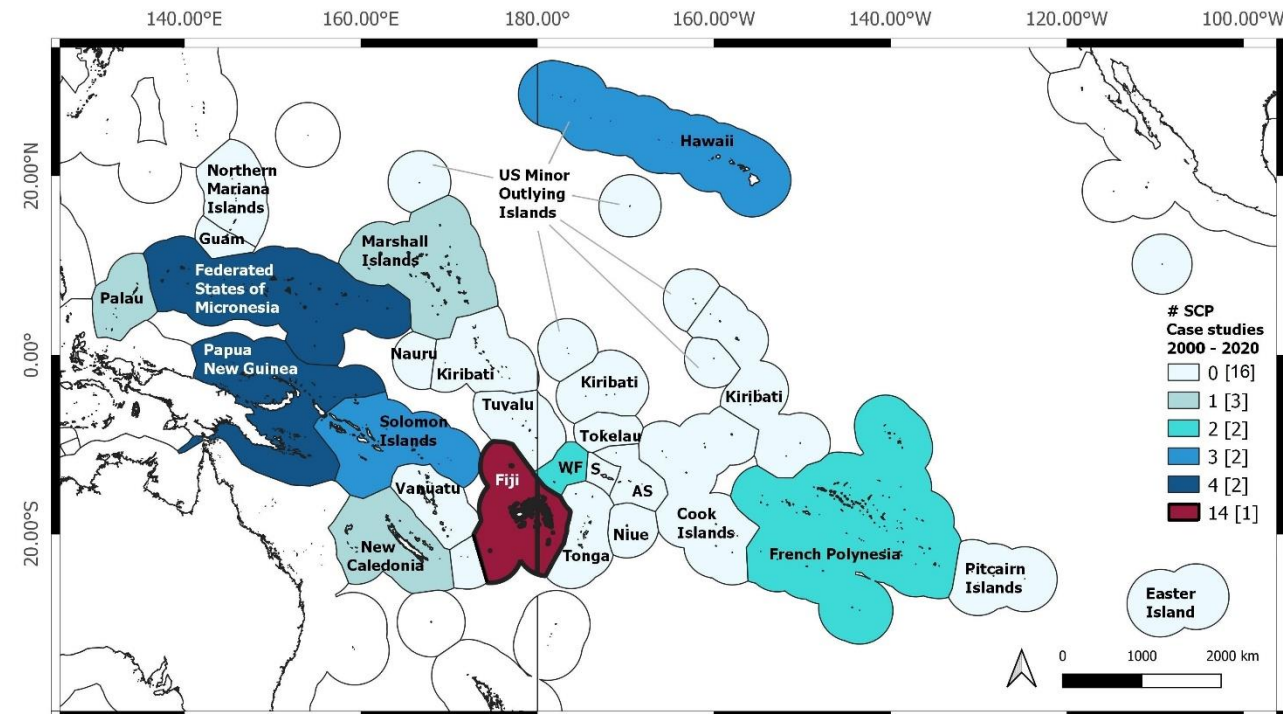 140.00°E 160.00°E 180.00° 160.00°W 140.00°W 120.00°W 100.00°W
20.00°N
0.00°
20.00°S
Hawaii
US Minor
Outlying
Islands
Northern
Mariana
Islands
Guam
Marshall
Islands
Palau
Federated
States of
Micronesia
Papua
New Guinea
Nauru
Kiribati
Kiribati
Kiribati
Tuvalu
Tokelau
Solomon
Islands
WF
S
AS
Fiji
Vanuatu
New
Caledonia
Tonga
Niue
Cook
Islands
French Polynesia
Pitcairn
Islands
Easter
Island
# SCP
Case studies
2000 - 2020
0 [16]
1 [3]
2 [2]
3 [2]
4 [2]
14 [1]
0 1000 2000 km